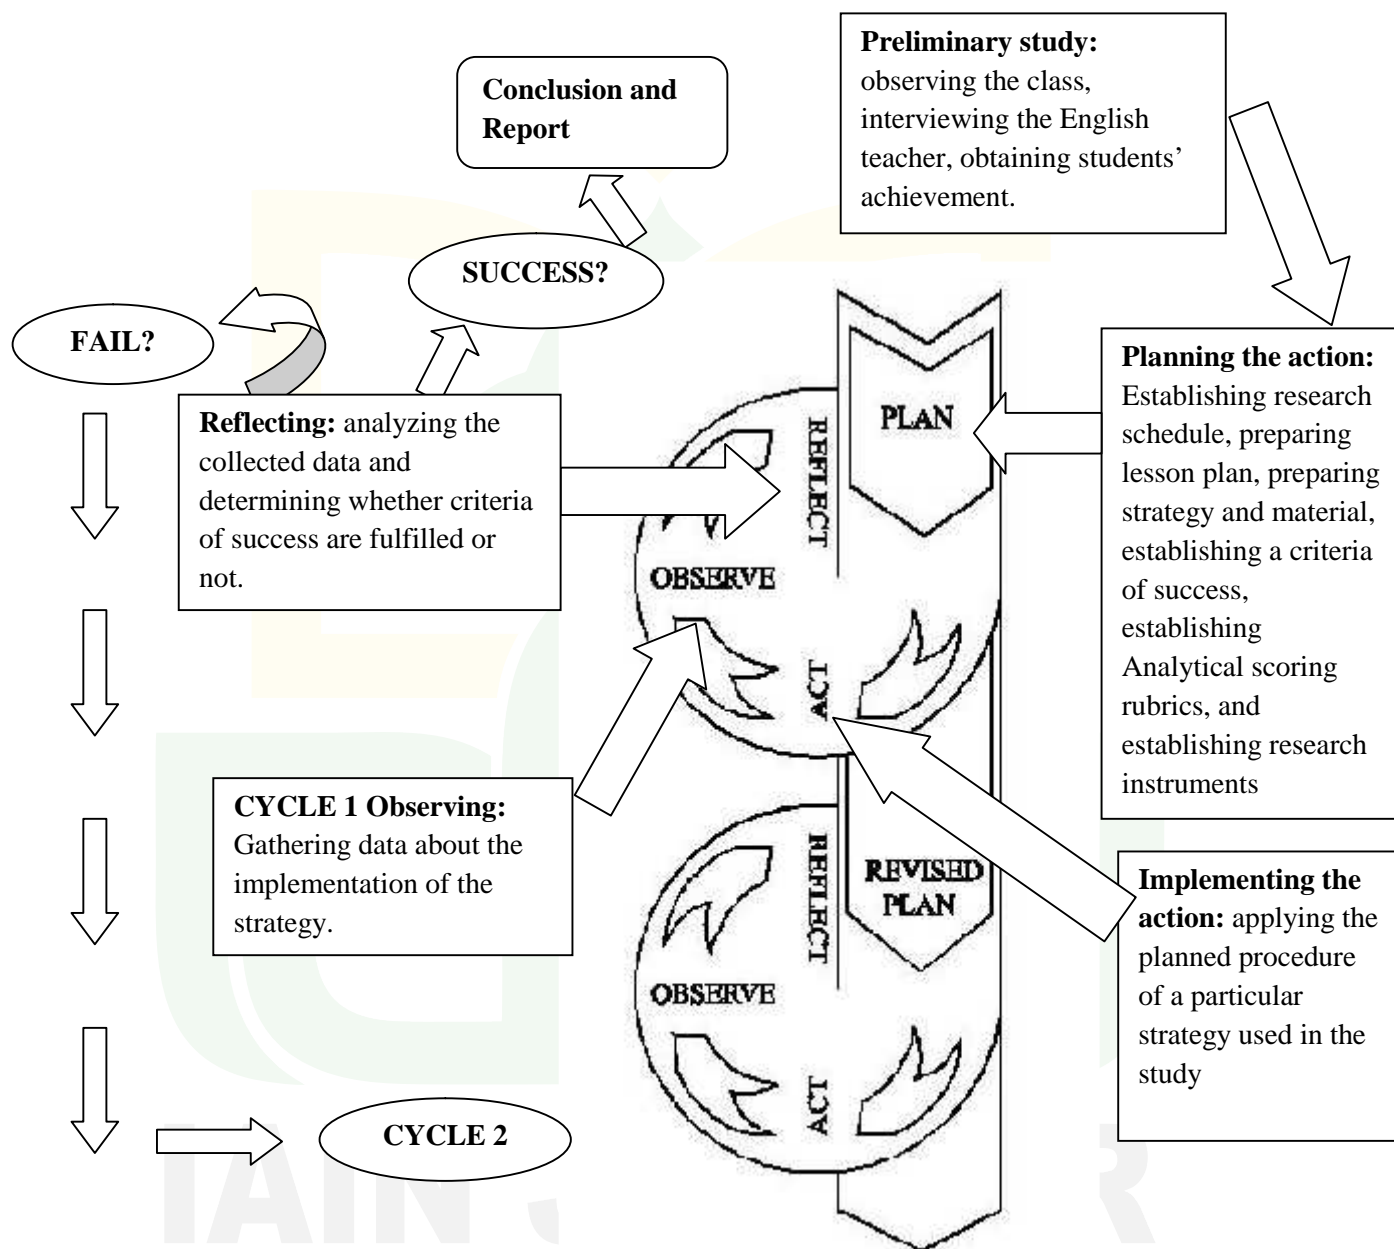 Preliminary study:
observing the class,
interviewing the English
teacher, obtaining students’
achievement.
Conclusion and
Report
SUCCESS?
FAIL?
Planning the action:
Establishing research
schedule, preparing
lesson plan, preparing
strategy and material,
establishing a criteria
of success,
establishing
Analytical scoring
rubrics, and
establishing research
instruments
Reflecting: analyzing the
collected data and
determining whether criteria
of success are fulfilled or
not.
PLAN
REFLECT
OBSERVE
ACT
CYCLE 1 Observing:
Gathering data about the
implementation of the
strategy.
REVISED
PLAN
REFLECT
OBSERVE
ACT
Implementing the
action: applying the
planned procedure
of a particular
strategy used in the
study
CYCLE 2
IAIN